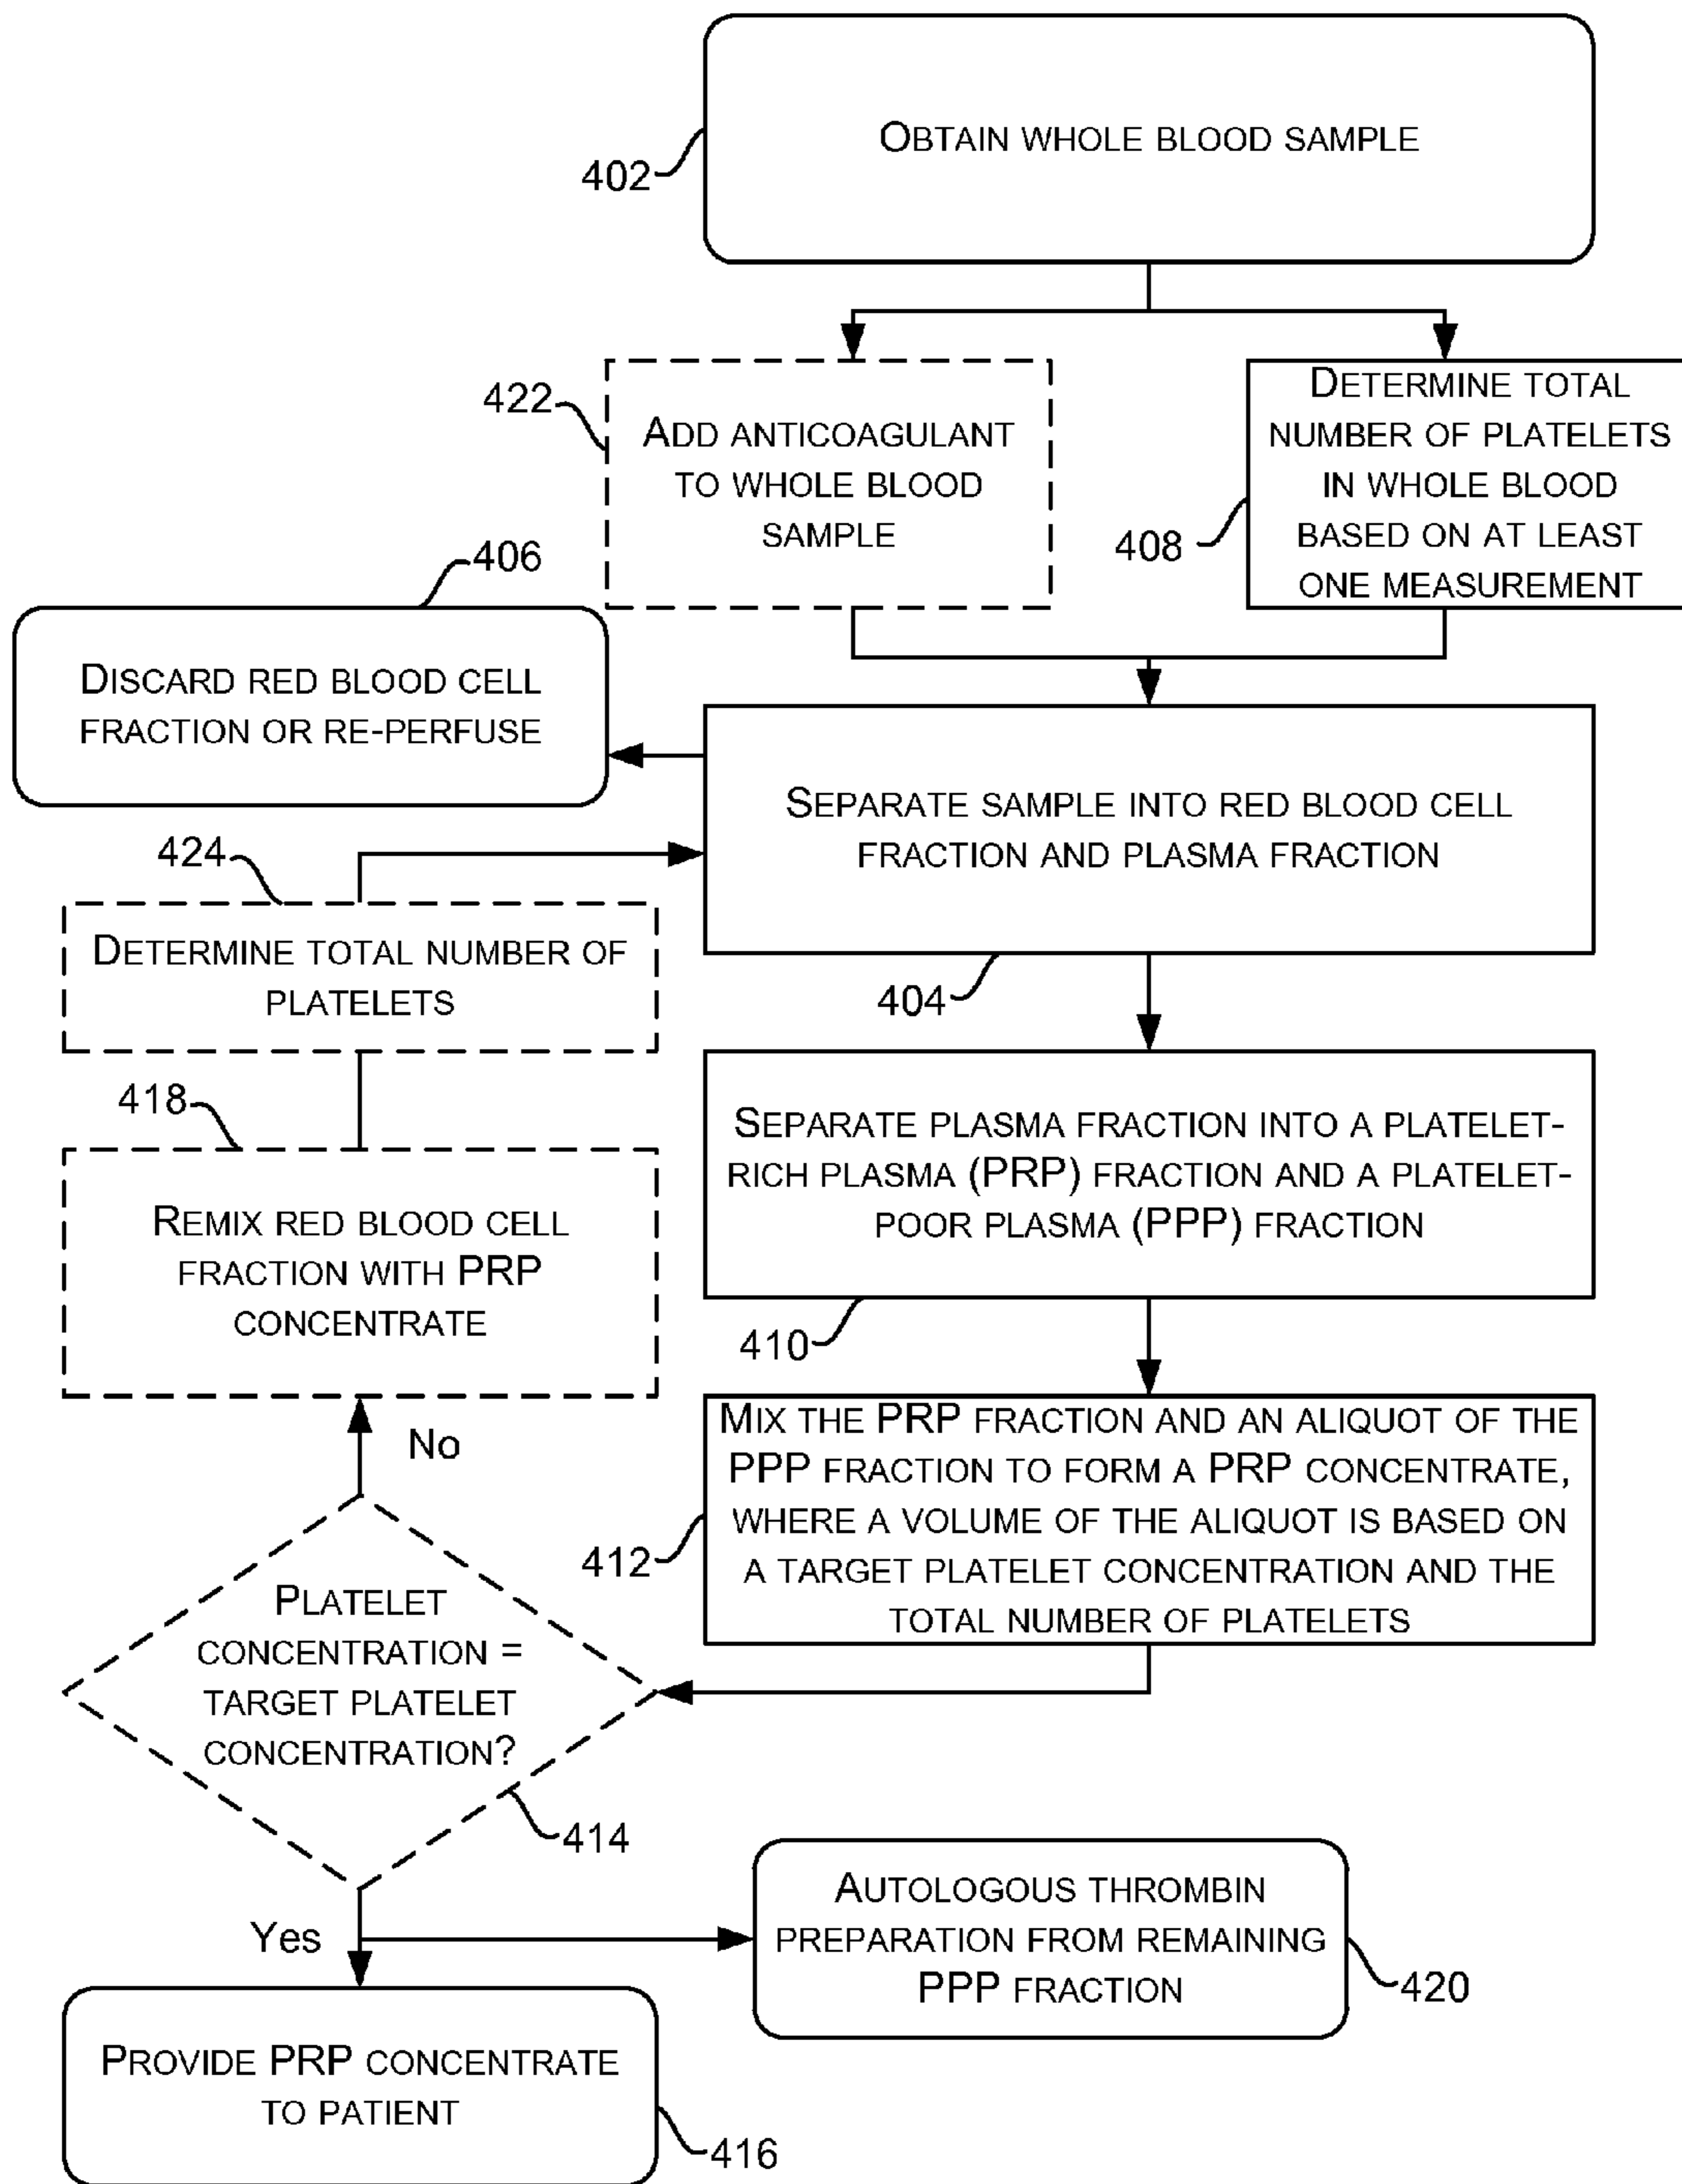 OBTAIN WHOLE BLOOD SAMPLE
402
422
ADD ANTICOAGULANT
TO WHOLE BLOOD
SAMPLE
DETERMINE TOTAL
NUMBER OF PLATELETS
IN WHOLE BLOOD
BASED ON AT LEAST
ONE MEASUREMENT
408
406
DISCARD RED BLOOD CELL
FRACTION OR RE-PERFUSE
SEPARATE SAMPLE INTO RED BLOOD CELL
FRACTION AND PLASMA FRACTION
404
424
DETERMINE TOTAL NUMBER OF
PLATELETS
418
REMIX RED BLOOD CELL
FRACTION WITH PRP
CONCENTRATE
SEPARATE PLASMA FRACTION INTO A PLATELET-
RICH PLASMA (PRP) FRACTION AND A PLATELET-
POOR PLASMA (PPP) FRACTION
410
MIX THE PRP FRACTION AND AN ALIQUOT OF THE
PPP FRACTION TO FORM A PRP CONCENTRATE,
WHERE A VOLUME OF THE ALIQUOT IS BASED ON
A TARGET PLATELET CONCENTRATION AND THE
TOTAL NUMBER OF PLATELETS
412
No
PLATELET
CONCENTRATION =
TARGET PLATELET
CONCENTRATION?
414
Yes
AUTOLOGOUS THROMBIN
PREPARATION FROM REMAINING
PPP FRACTION
420
PROVIDE PRP CONCENTRATE
TO PATIENT
416